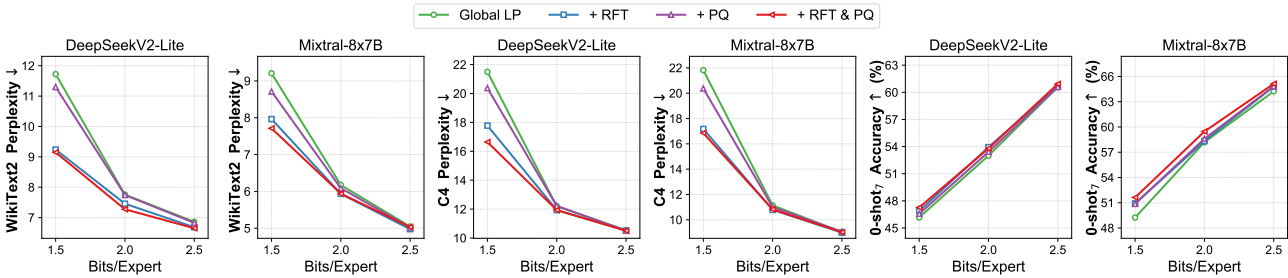 Global LP
+ RFT
+ PQ
+ RFT & PQ
DeepSeekV2-Lite
WikiText2 Perplexity ↓
12
11
10
9
8
7
1.5
2.0
2.5
Bits/Expert
Mixtral-8x7B
WikiText2 Perplexity ↓
9
8
7
6
5
1.5
2.0
2.5
Bits/Expert
DeepSeekV2-Lite
C4 Perplexity ↓
22
20
18
16
14
12
10
1.5
2.0
2.5
Bits/Expert
Mixtral-8x7B
C4 Perplexity ↓
22
20
18
16
14
12
10
1.5
2.0
2.5
Bits/Expert
DeepSeekV2-Lite
0-shot₇ Accuracy ↑ (%)
63
60
57
54
51
48
45
1.5
2.0
2.5
Bits/Expert
Mixtral-8x7B
0-shot₇ Accuracy ↑ (%)
66
63
60
57
54
51
48
1.5
2.0
2.5
Bits/Expert